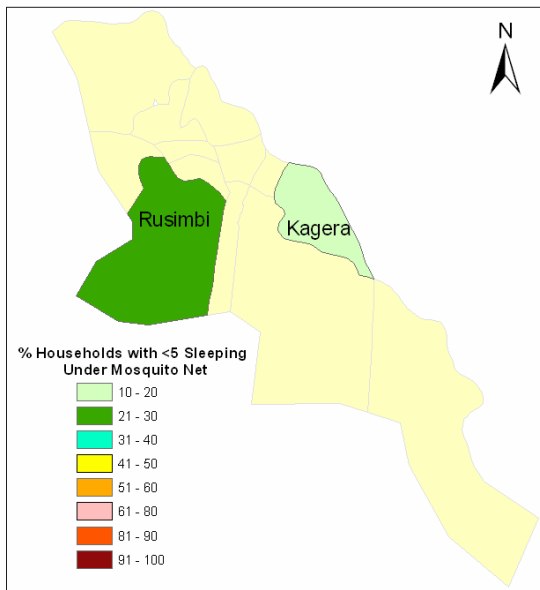 N
Rusimbi
Kagera
% Households with <5 Sleeping
Under Mosquito Net
10 - 20
21 - 30
31 - 40
41 - 50
51 - 60
61 - 80
81 - 90
91 - 100